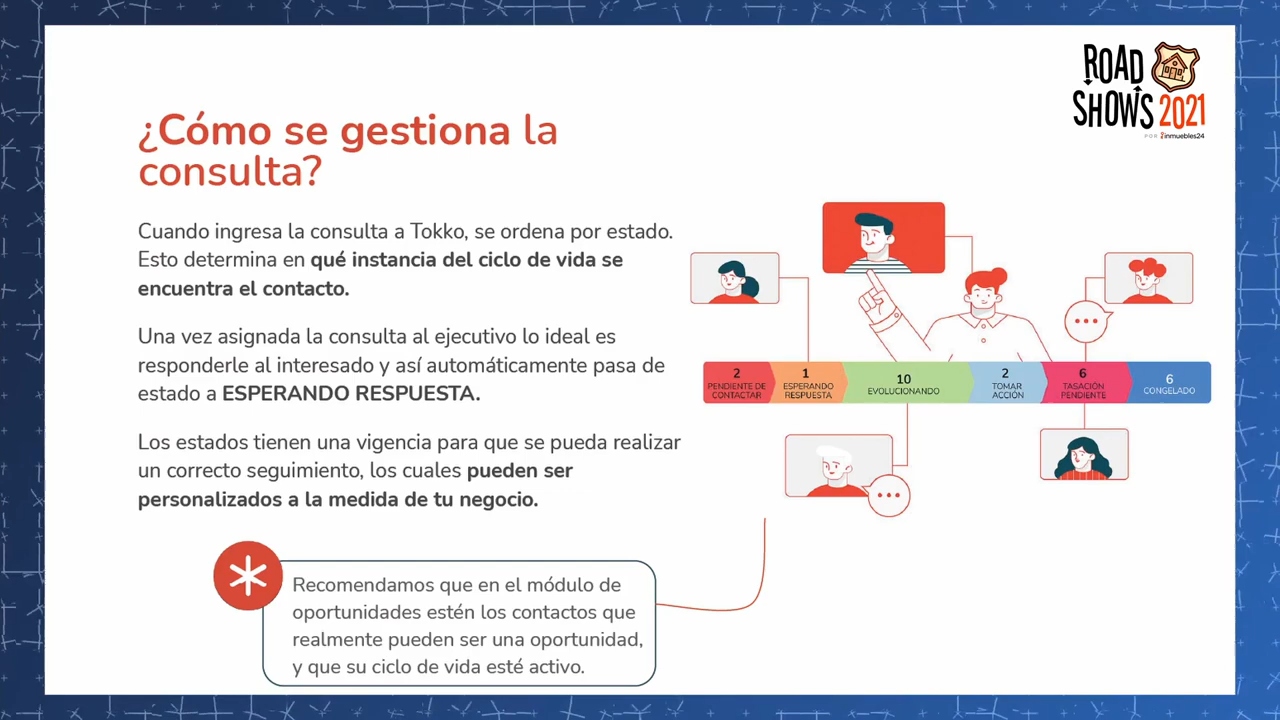 ROAD
SHOWS 2021
POR inmuebles24
¿Cómo se gestiona la
consulta?
Cuando ingresa la consulta a Tokko, se ordena por estado.
Esto determina en qué instancia del ciclo de vida se
encuentra el contacto.
Una vez asignada la consulta al ejecutivo lo ideal es
responderle al interesado y así automáticamente pasa de
estado a ESPERANDO RESPUESTA.
Los estados tienen una vigencia para que se pueda realizar
un correcto seguimiento, los cuales pueden ser
personalizados a la medida de tu negocio.
Recomendamos que en el módulo de
oportunidades estén los contactos que
realmente pueden ser una oportunidad,
y que su ciclo de vida esté activo.
2
PENDIENTE DE
CONTACTAR
1
ESPERANDO
RESPUESTA
10
EVOLUCIONANDO
2
TOMAR
ACCIÓN
6
TASACIÓN
PENDIENTE
6
CONGELADO